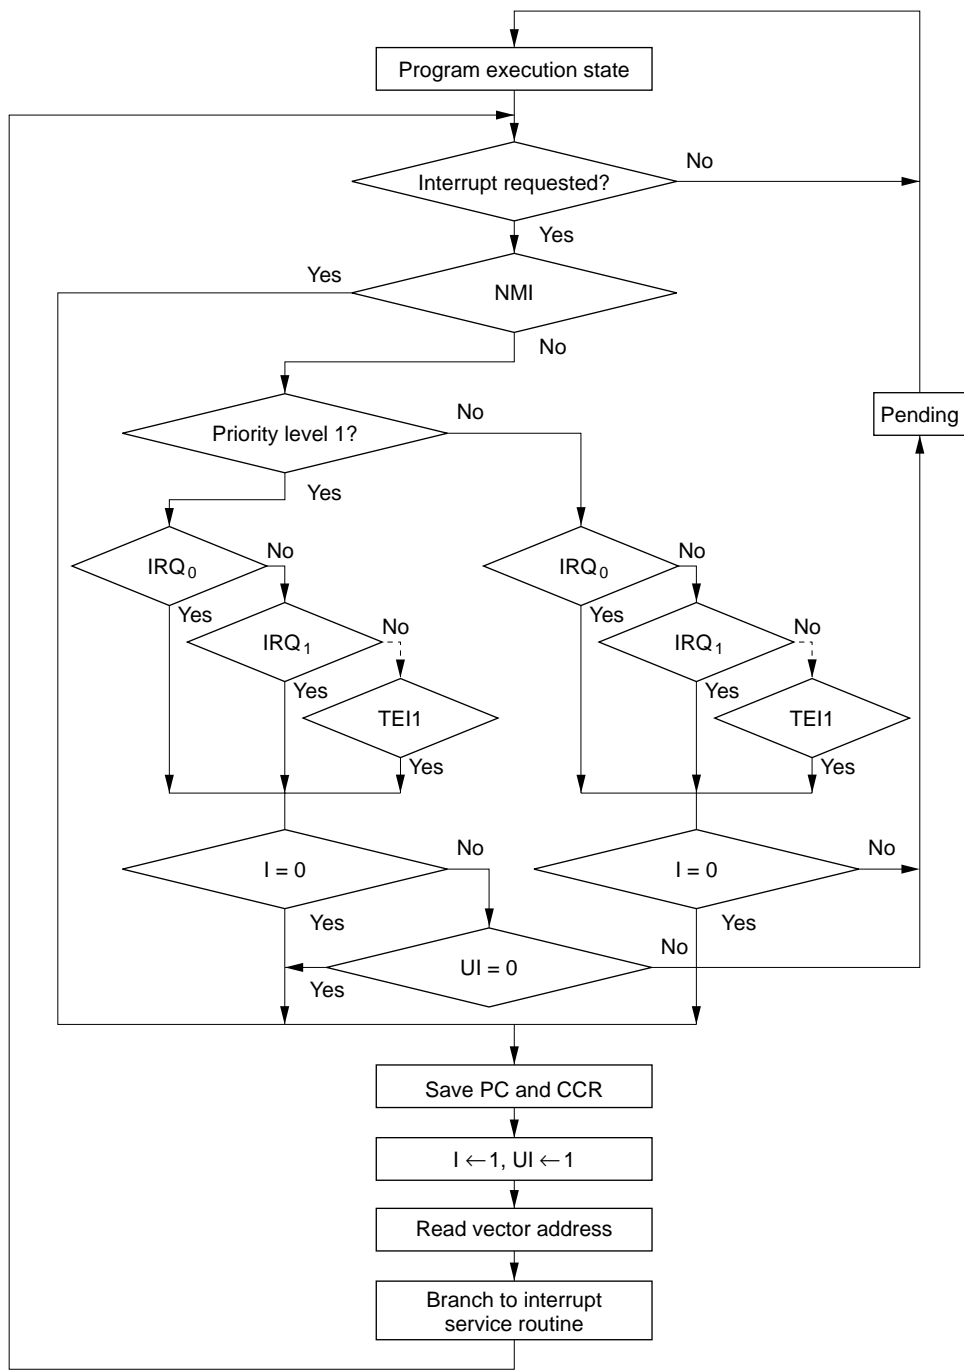 Program execution state
Interrupt requested?
No
Yes
Yes
NMI
No
Pending
Priority level 1?
No
Yes
IRQ0
No
Yes
IRQ1
No
Yes
TEI1
Yes
IRQ0
No
Yes
IRQ1
No
Yes
TEI1
Yes
I = 0
No
Yes
I = 0
No
Yes
UI = 0
No
Yes
Save PC and CCR
I ←1, UI ←1
Read vector address
Branch to interrupt
service routine